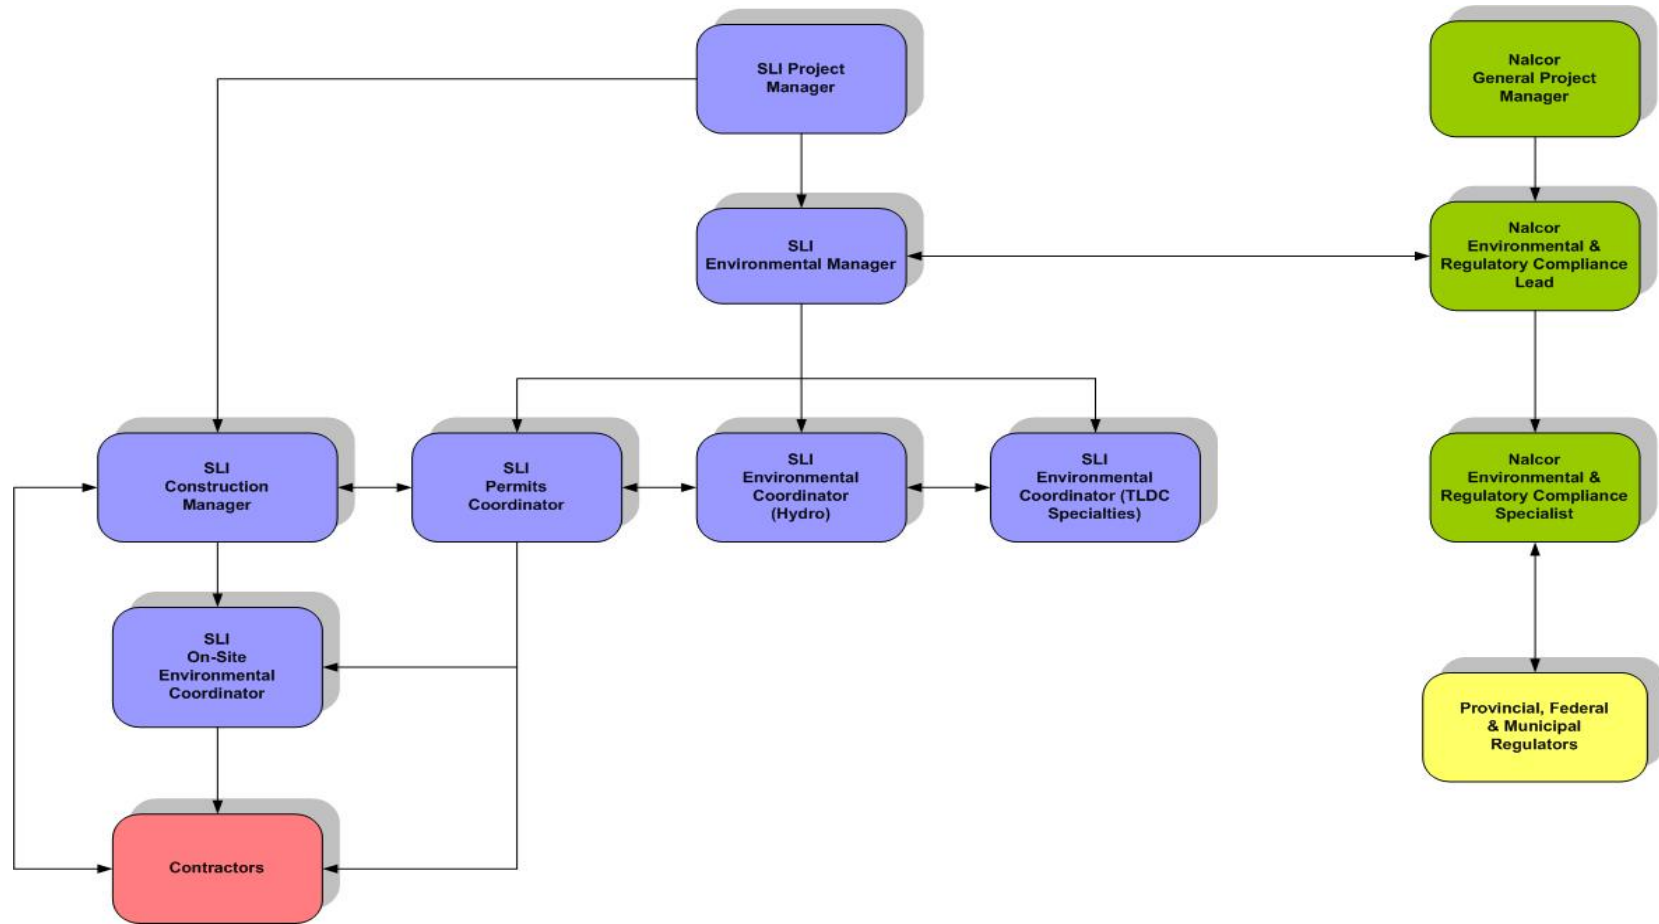 SLI Project
Manager
Nalcor
General Project
Manager
SLI
Environmental Manager
Nalcor
Environmental &
Regulatory Compliance
Lead
SLI
Construction
Manager
SLI
Permits
Coordinator
SLI
Environmental
Coordinator
(Hydro)
SLI
Environmental
Coordinator (TLDC
Specialties)
Nalcor
Environmental &
Regulatory Compliance
Specialist
SLI
On-Site
Environmental
Coordinator
Provincial, Federal
& Municipal
Regulators
Contractors